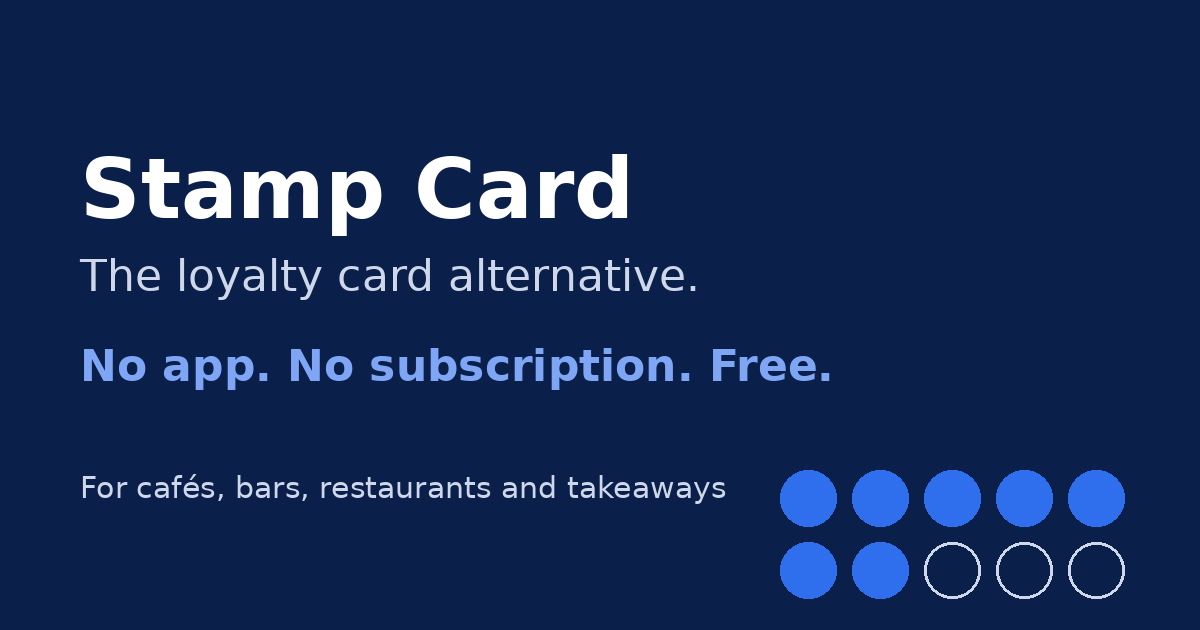 Stamp Card
The loyalty card alternative.
No app. No subscription. Free.
For cafés, bars, restaurants and takeaways